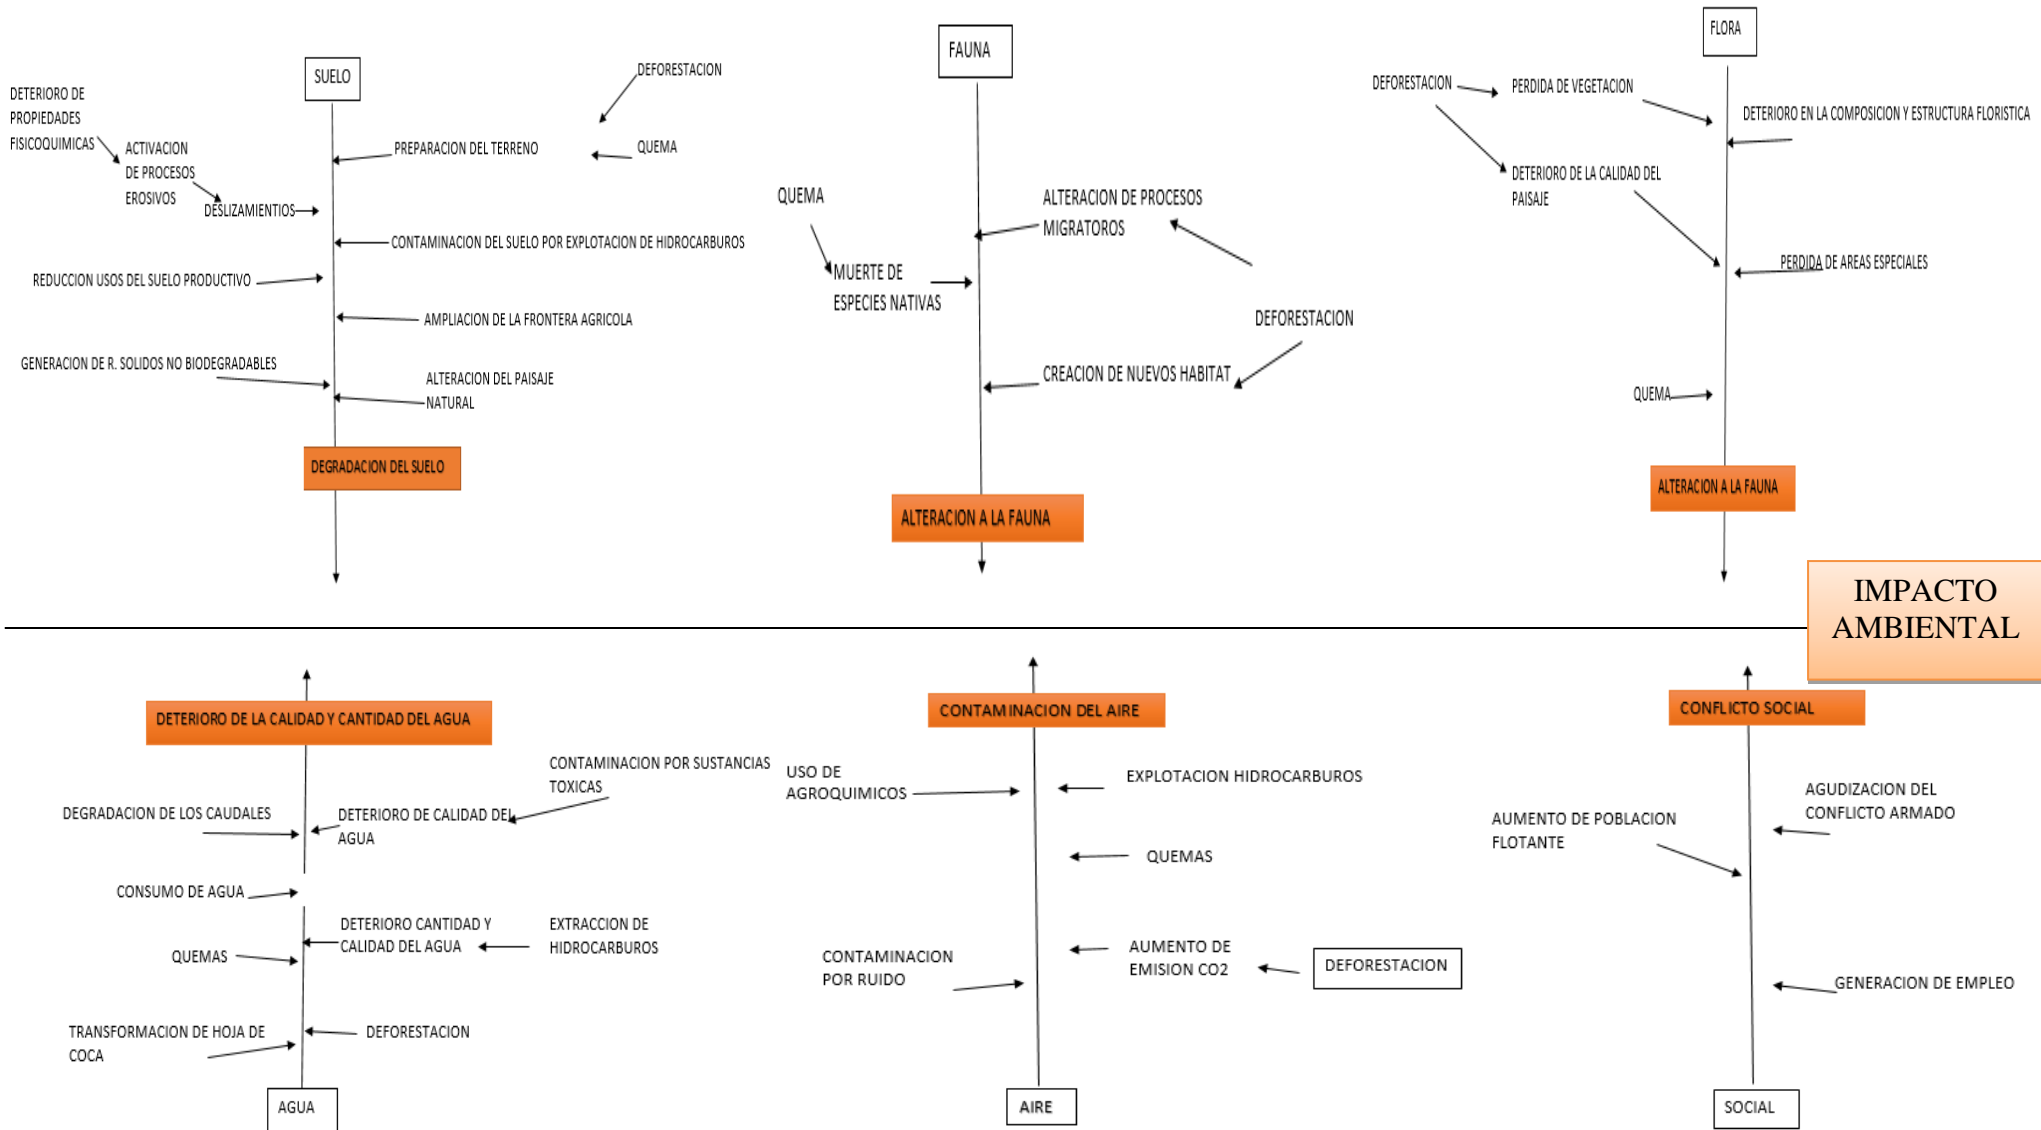 SUELO
DETERIORO DE
PROPIEDADES
FISICOQUIMICAS
ACTIVACION
DE PROCESOS
EROSIVOS
DESLIZAMIENTIOS
DEFORESTACION
PREPARACION DEL TERRENO
QUEMA
CONTAMINACION DEL SUELO POR EXPLOTACION DE HIDROCARBUROS
REDUCCION USOS DEL SUELO PRODUCTIVO
AMPLIACION DE LA FRONTERA AGRICOLA
GENERACION DE R. SOLIDOS NO BIODEGRADABLES
ALTERACION DEL PAISAJE
NATURAL
DEGRADACION DEL SUELO
FAUNA
QUEMA
ALTERACION DE PROCESOS
MIGRATOROS
MUERTE DE
ESPECIES NATIVAS
DEFORESTACION
CREACION DE NUEVOS HABITAT
ALTERACION A LA FAUNA
FLORA
DEFORESTACION
PERDIDA DE VEGETACION
DETERIORO EN LA COMPOSICION Y ESTRUCTURA FLORISTICA
DETERIORO DE LA CALIDAD DEL
PAISAJE
PERDIDA DE AREAS ESPECIALES
QUEMA
ALTERACION A LA FAUNA
IMPACTO
AMBIENTAL
DETERIORO DE LA CALIDAD Y CANTIDAD DEL AGUA
CONTAMINACION POR SUSTANCIAS
TOXICAS
DEGRADACION DE LOS CAUDALES
DETERIORO DE CALIDAD DEL
AGUA
CONSUMO DE AGUA
DETERIORO CANTIDAD Y
CALIDAD DEL AGUA
EXTRACCION DE
HIDROCARBUROS
QUEMAS
TRANSFORMACION DE HOJA DE
COCA
DEFORESTACION
AGUA
CONTAMINACION DEL AIRE
USO DE
AGROQUIMICOS
EXPLOTACION HIDROCARBUROS
QUEMAS
CONTAMINACION
POR RUIDO
AUMENTO DE
EMISION CO2
DEFORESTACION
AIRE
CONFLICTO SOCIAL
AUMENTO DE POBLACION
FLOTANTE
AGUDIZACION DEL
CONFLICTO ARMADO
GENERACION DE EMPLEO
SOCIAL